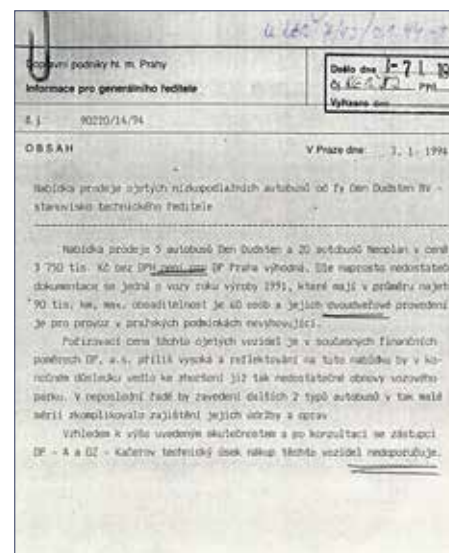 Dopravní podniky hl. m. Prahy
Informace pro generálního ředitele
Došlo dne
Vyřizuje
č.j. 90220/14/94
OBSAH V Praze dne 3. 1. 1994
Nabídka prodeje ojetých nízkopodlažních autobusů od fy Den Oudsten BV -
stanovisko technického ředitele
Nabídka prodeje 5 autobusů Den Oudsten a 20 autobusů Neoplan v ceně
3 750 tis. Kč bez DPH není pro DP Praha výhodná. Dle naprosto nedostateč
dokumentace se jedná o vozy roku výroby 1991, které mají v průměru najet
90 tis. km, max. obsaditelnost je 60 osob a jejich dvoudveřové provedení
je pro provoz v pražských podmínkách nevyhovující.
Pořizovací cena těchto ojetých vozidel je v současných finančních
poměrech DP, a.s. příliš vysoká a reflektování na tuto nabídku by v ko-
nečném důsledku vedlo ke zhoršení již tak nedostatečné obnovy vozového
parku. V neposlední řadě by zavedení dalších 2 typů autobusů v tak malé
sérii zkomplikovalo zajištění jejich údržby a oprav.
Vzhledem k výše uvedeným skutečnostem a po konzultaci se zástupci
DP - A a DZ - Kačerov technický úsek nákup těchto vozidel nedoporučuje.